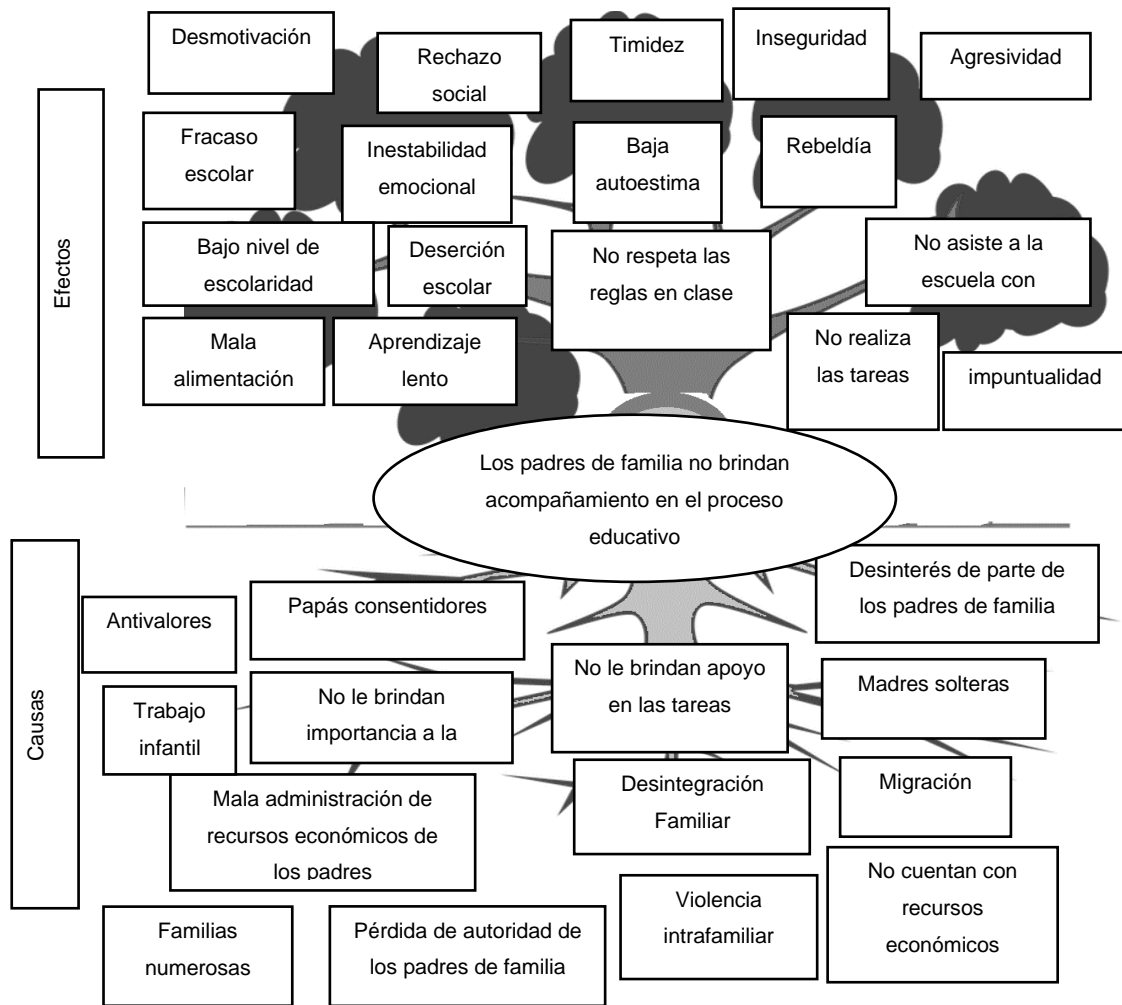 Desmotivación
Rechazo
social
Timidez
Inseguridad
Agresividad
Efectos
Fracaso
escolar
Inestabilidad
emocional
Baja
autoestima
Rebeldía
Bajo nivel de
escolaridad
Deserción
escolar
No respeta las
reglas en clase
No asiste a la
escuela con
Mala
alimentación
Aprendizaje
lento
No realiza
las tareas
impuntualidad
Los padres de familia no brindan
acompañamiento en el proceso
educativo
Causas
Antivalores
Papás consentidores
Desinterés de parte de
los padres de familia
Trabajo
infantil
No le brindan
importancia a la
No le brindan apoyo
en las tareas
Madres solteras
Mala administración de
recursos económicos de
los padres
Desintegración
Familiar
Migración
Familias
numerosas
Pérdida de autoridad de
los padres de familia
Violencia
intrafamiliar
No cuentan con
recursos
económicos